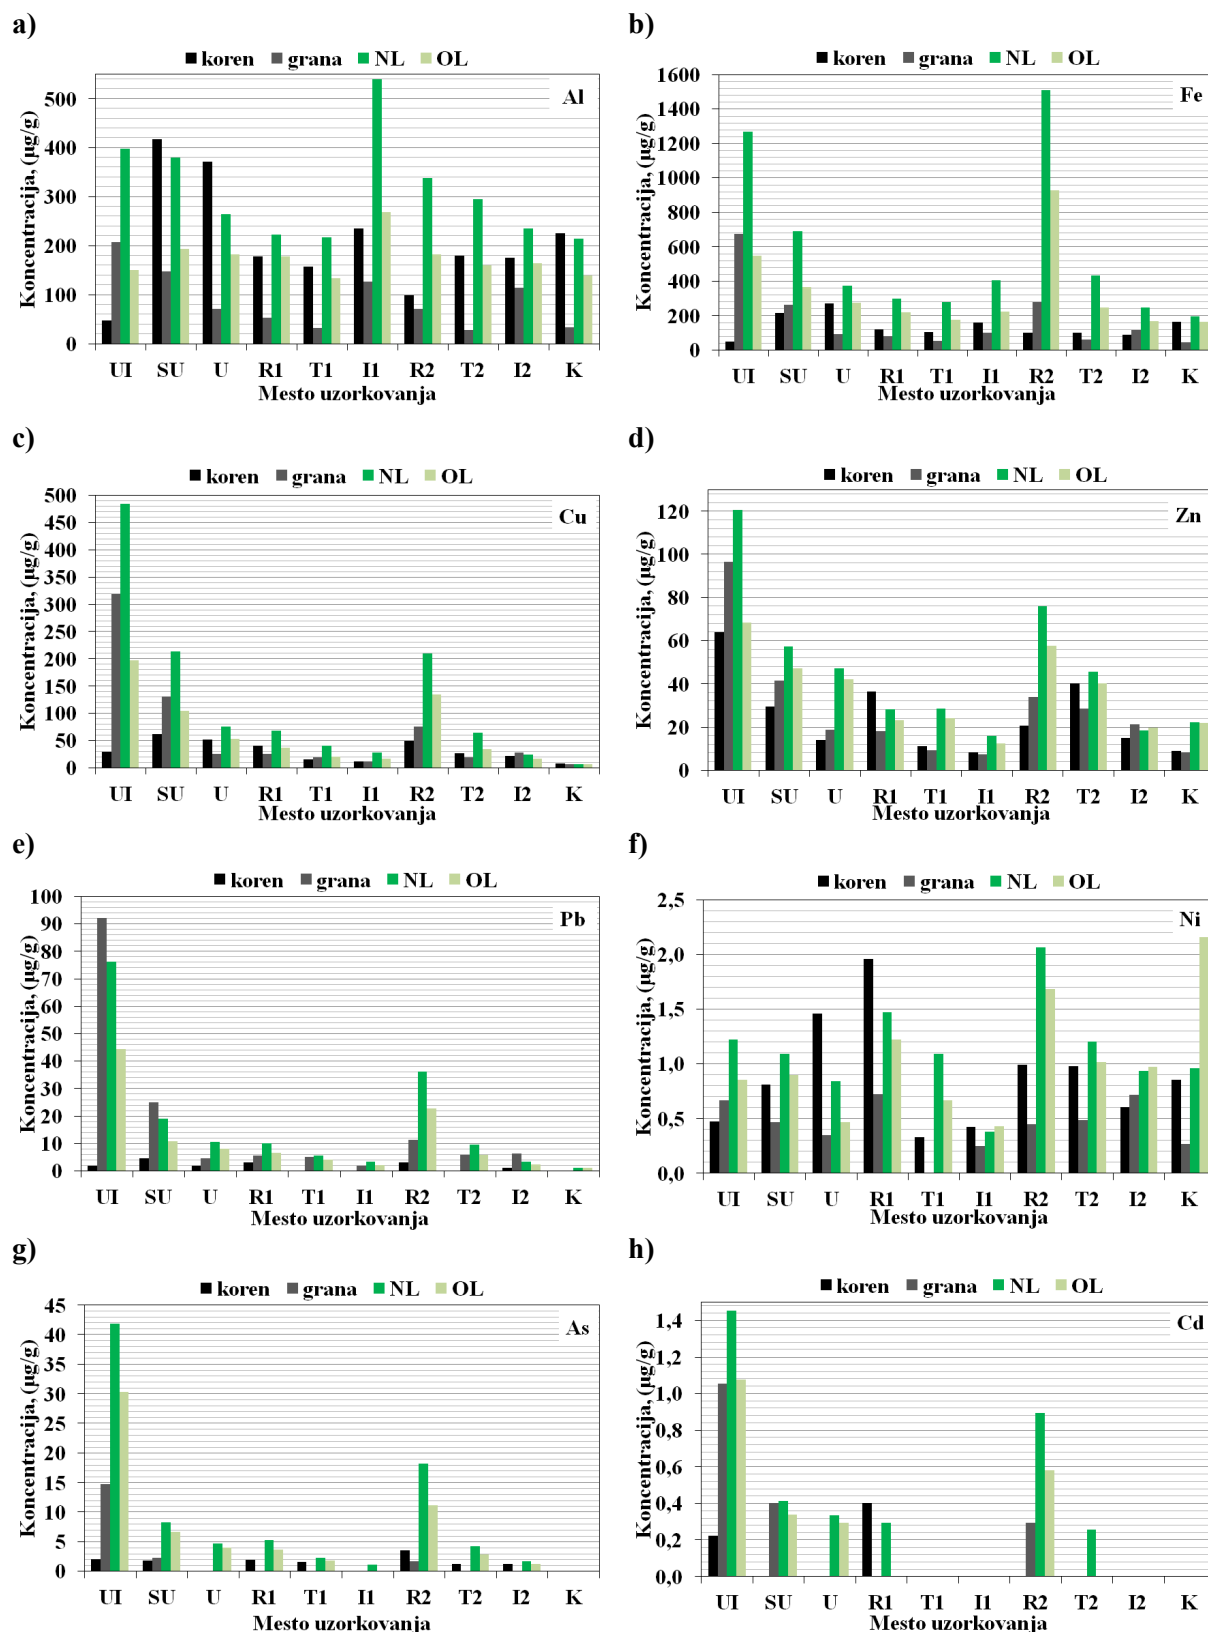 a)
koren grana NL OL
Al
Koncentracija, (µg/g)
500
400
300
200
100
0
UI SU U R1 T1 I1 R2 T2 I2 K
Mesto uzorkovanja
b)
koren grana NL OL
Fe
Koncentracija, (µg/g)
1600
1400
1200
1000
800
600
400
200
0
UI SU U R1 T1 I1 R2 T2 I2 K
Mesto uzorkovanja
c)
koren grana NL OL
Cu
Koncentracija, (µg/g)
500
450
400
350
300
250
200
150
100
50
0
UI SU U R1 T1 I1 R2 T2 I2 K
Mesto uzorkovanja
d)
koren grana NL OL
Zn
Koncentracija, (µg/g)
120
100
80
60
40
20
0
UI SU U R1 T1 I1 R2 T2 I2 K
Mesto uzorkovanja
e)
koren grana NL OL
Pb
Koncentracija, (µg/g)
100
90
80
70
60
50
40
30
20
10
0
UI SU U R1 T1 I1 R2 T2 I2 K
Mesto uzorkovanja
f)
koren grana NL OL
Ni
Koncentracija, (µg/g)
2,5
2,0
1,5
1,0
0,5
0,0
UI SU U R1 T1 I1 R2 T2 I2 K
Mesto uzorkovanja
g)
koren grana NL OL
As
Koncentracija, (µg/g)
45
40
35
30
25
20
15
10
5
0
UI SU U R1 T1 I1 R2 T2 I2 K
Mesto uzorkovanja
h)
koren grana NL OL
Cd
Koncentracija, (µg/g)
1,4
1,2
1,0
0,8
0,6
0,4
0,2
0,0
UI SU U R1 T1 I1 R2 T2 I2 K
Mesto uzorkovanja